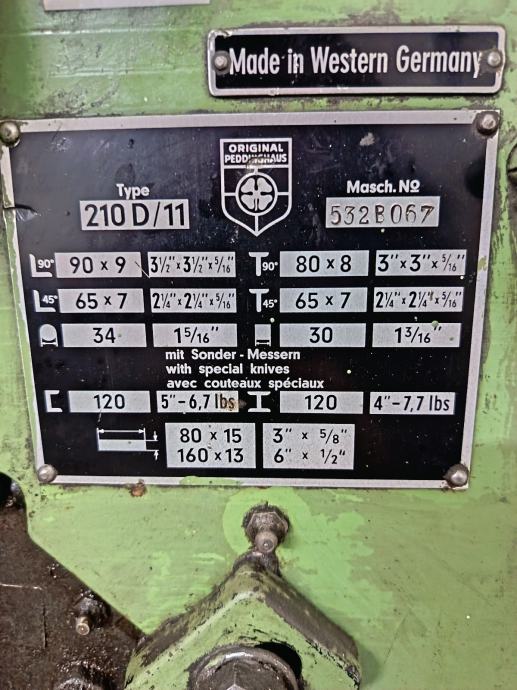 Made in Western Germany
ORIGINAL
PEDDINGHAUS
Type
210 D/11
Masch. No
532B067
90° 90 x 9 3½" x 3½" x 5/16" 90° 80 x 8 3" x 3" x 5/16"
45° 65 x 7 2¼" x 2¼" x 5/16" 45° 65 x 7 2¼" x 2¼" x 5/16"
34 1 5/16" 30 1 3/16"
mit Sonder - Messern
with special knives
avec couteaux spéciaux
120 5" - 6,7 lbs 120 4" - 7,7 lbs
80 x 15 3" x 5/8"
160 x 13 6" x 1/2"